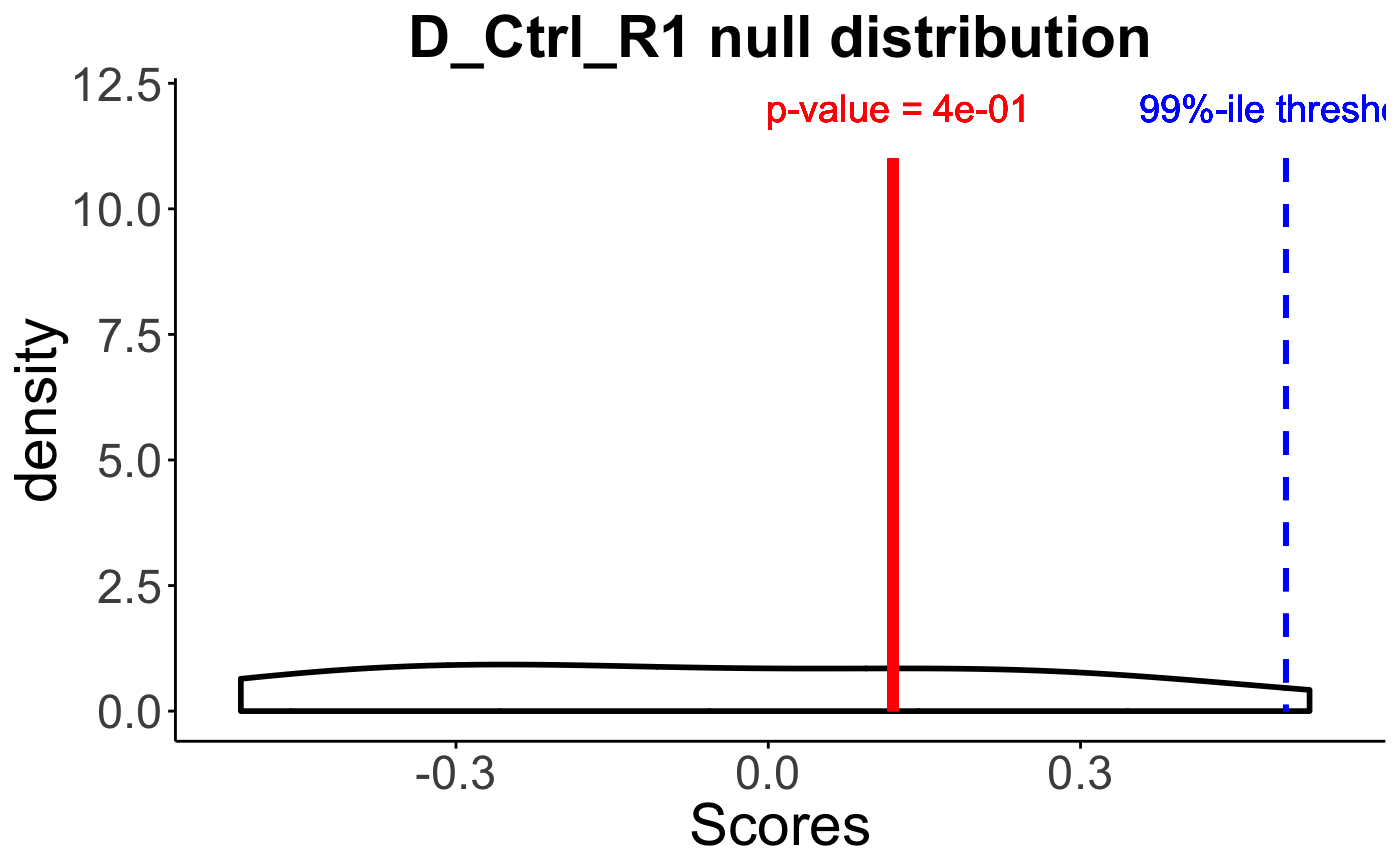 D_Ctrl_R1 null distribution
p-value = 4e-01
99%-ile
density
12.5
10.0
7.5
5.0
2.5
0.0
-0.3
0.0
0.3
Scores